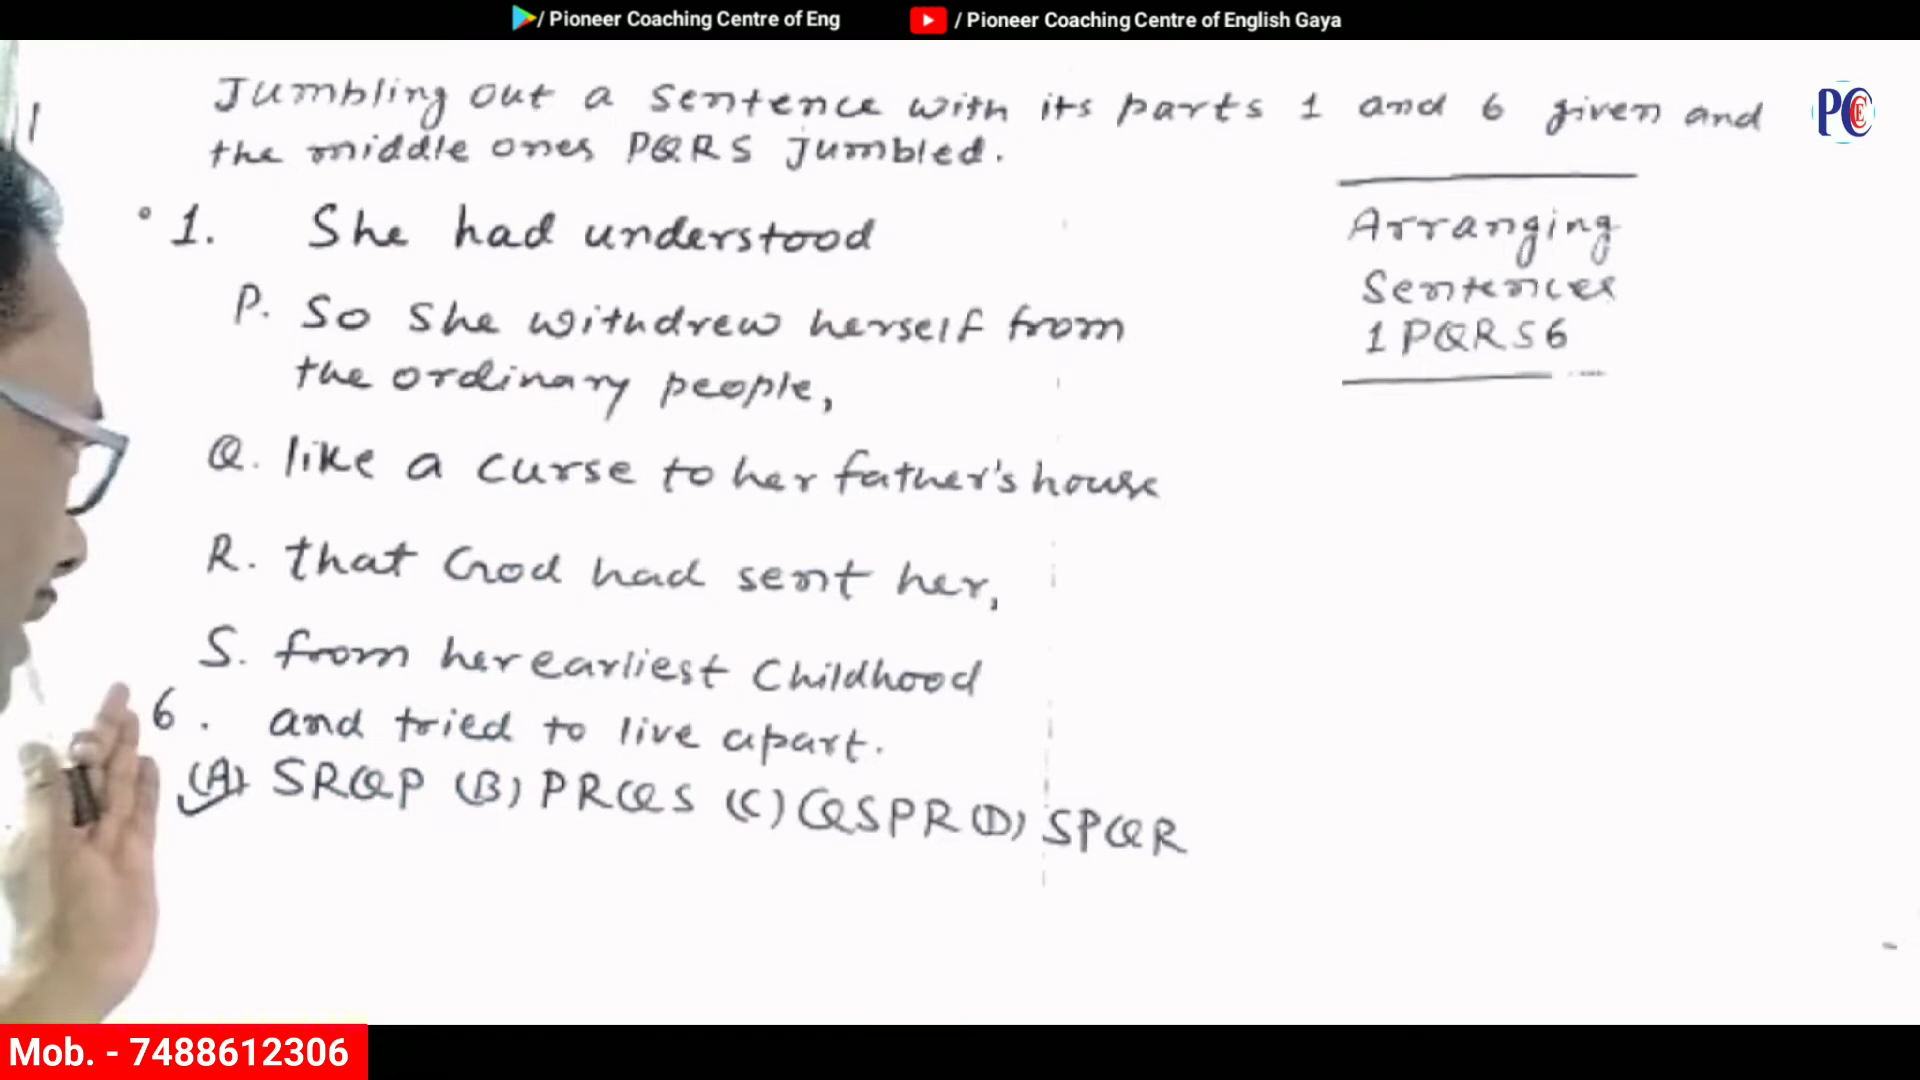 / Pioneer Coaching Centre of Eng
/ Pioneer Coaching Centre of English Gaya
Jumbling out a sentence with its parts 1 and 6 given and
the middle ones PQRS jumbled.
PCCE
Arranging
Sentences
1PQRS6
1. She had understood
P. So she withdrew herself from
the ordinary people,
Q. like a curse to her father's house
R. that God had sent her,
S. from her earliest Childhood
6. and tried to live apart.
(A) SRQP (B) PRQS (C) QSPR (D) SPQR
Mob. - 7488612306